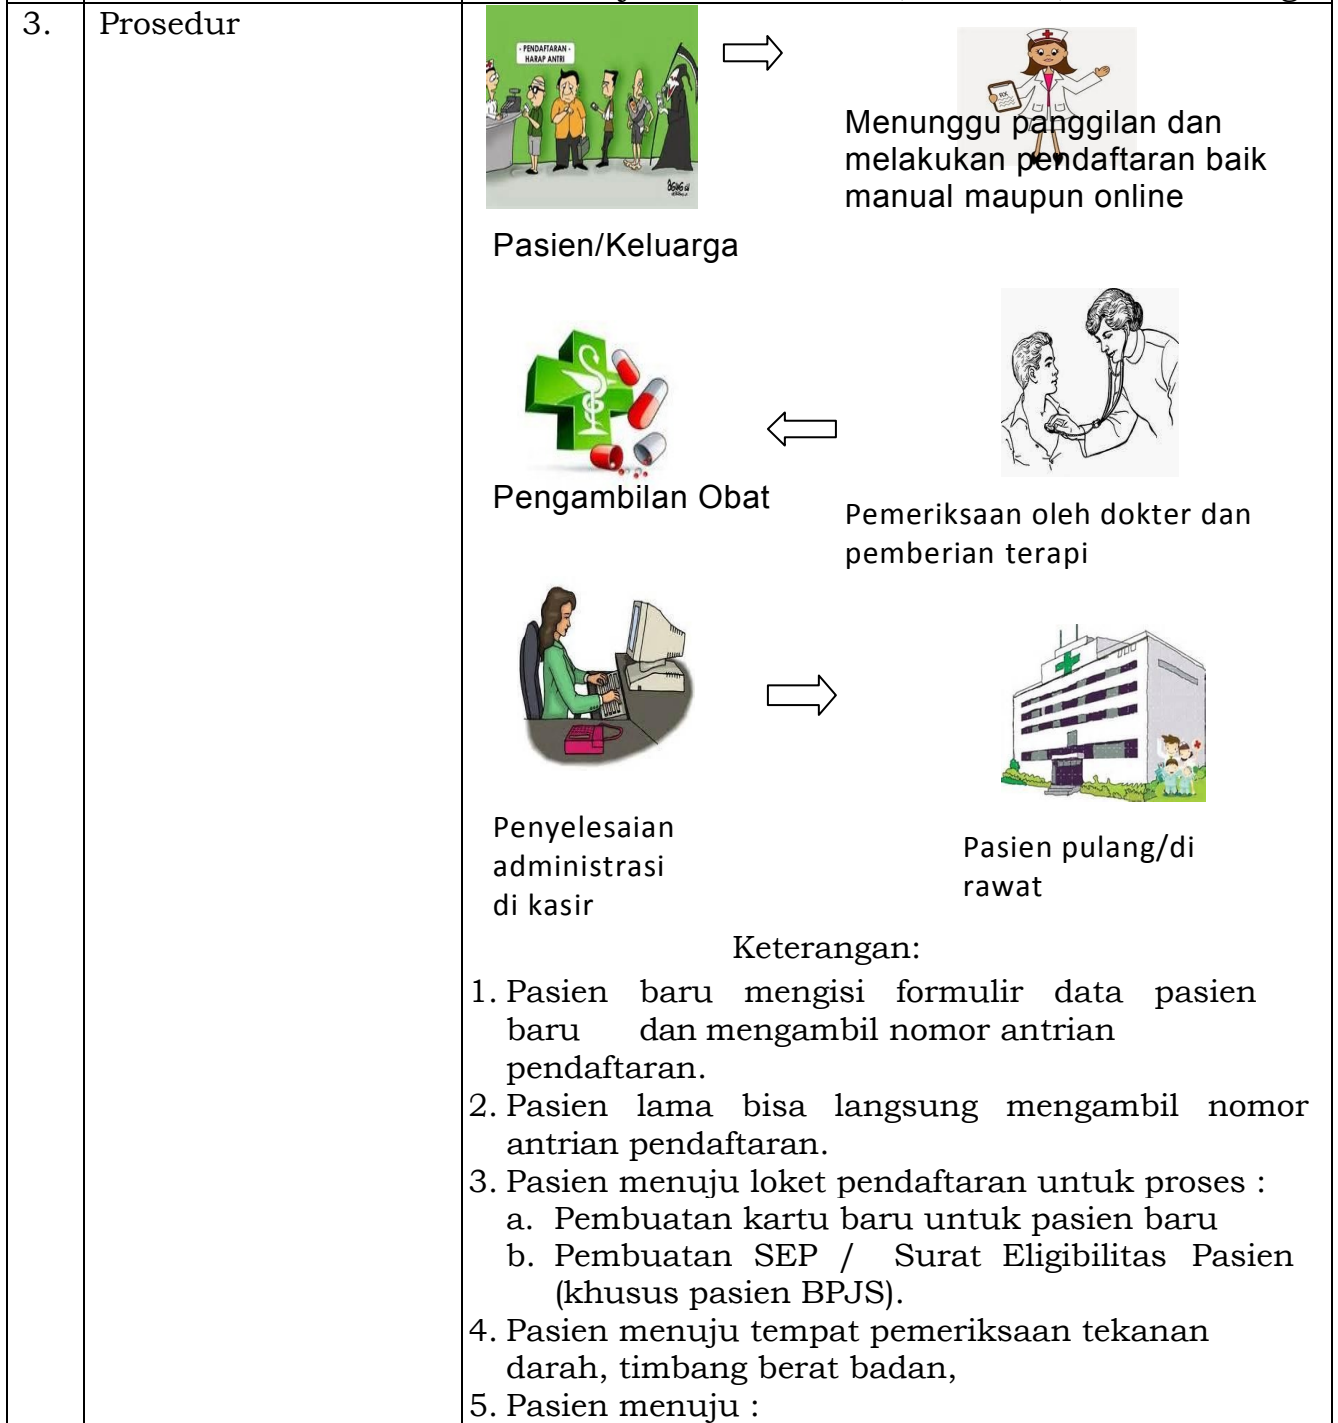 3. Prosedur
- PENDAFTARAN -
HARAP ANTRI
RX
Menunggu panggilan dan
melakukan pendaftaran baik
manual maupun online
Pasien/Keluarga
Pengambilan Obat
Pemeriksaan oleh dokter dan
pemberian terapi
Penyelesaian
administrasi
di kasir
Pasien pulang/di
rawat
Keterangan:
1. Pasien baru mengisi formulir data pasien
baru dan mengambil nomor antrian
pendaftaran.
2. Pasien lama bisa langsung mengambil nomor
antrian pendaftaran.
3. Pasien menuju loket pendaftaran untuk proses :
a. Pembuatan kartu baru untuk pasien baru
b. Pembuatan SEP / Surat Eligibilitas Pasien
(khusus pasien BPJS).
4. Pasien menuju tempat pemeriksaan tekanan
darah, timbang berat badan,
5. Pasien menuju :